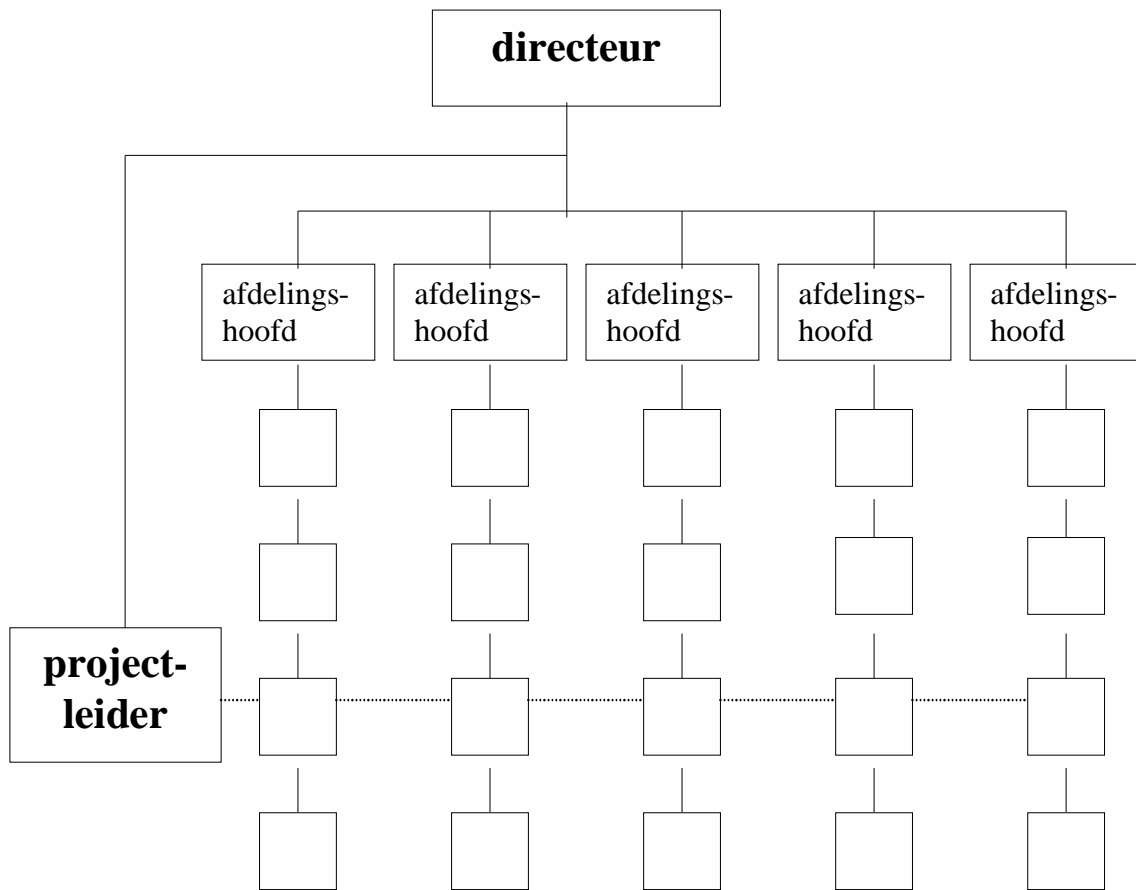 directeur
afdelings-
hoofd
afdelings-
hoofd
afdelings-
hoofd
afdelings-
hoofd
afdelings-
hoofd
project-
leider